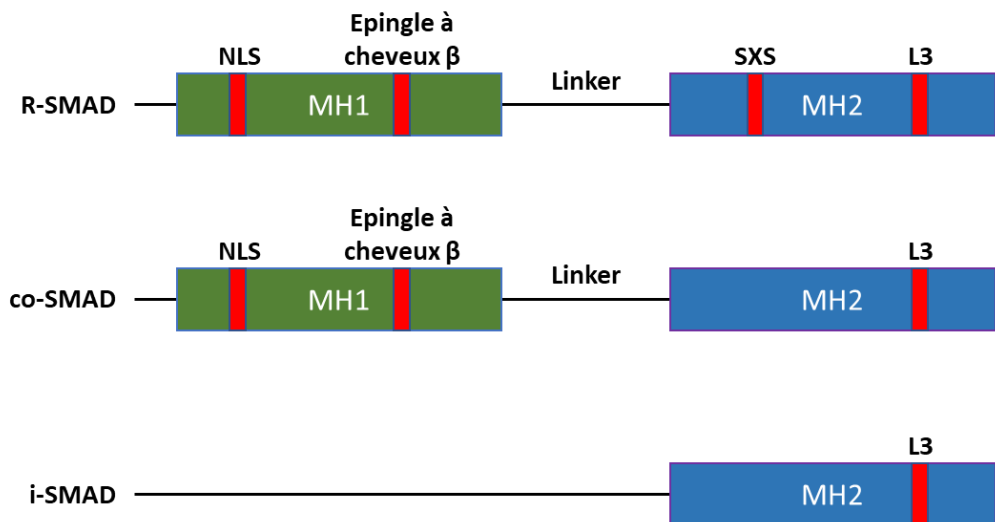 Epingle à
cheveux β
NLS
Linker
SXS
L3
R-SMAD
MH1
MH2
Epingle à
cheveux β
NLS
Linker
L3
co-SMAD
MH1
MH2
L3
i-SMAD
MH2